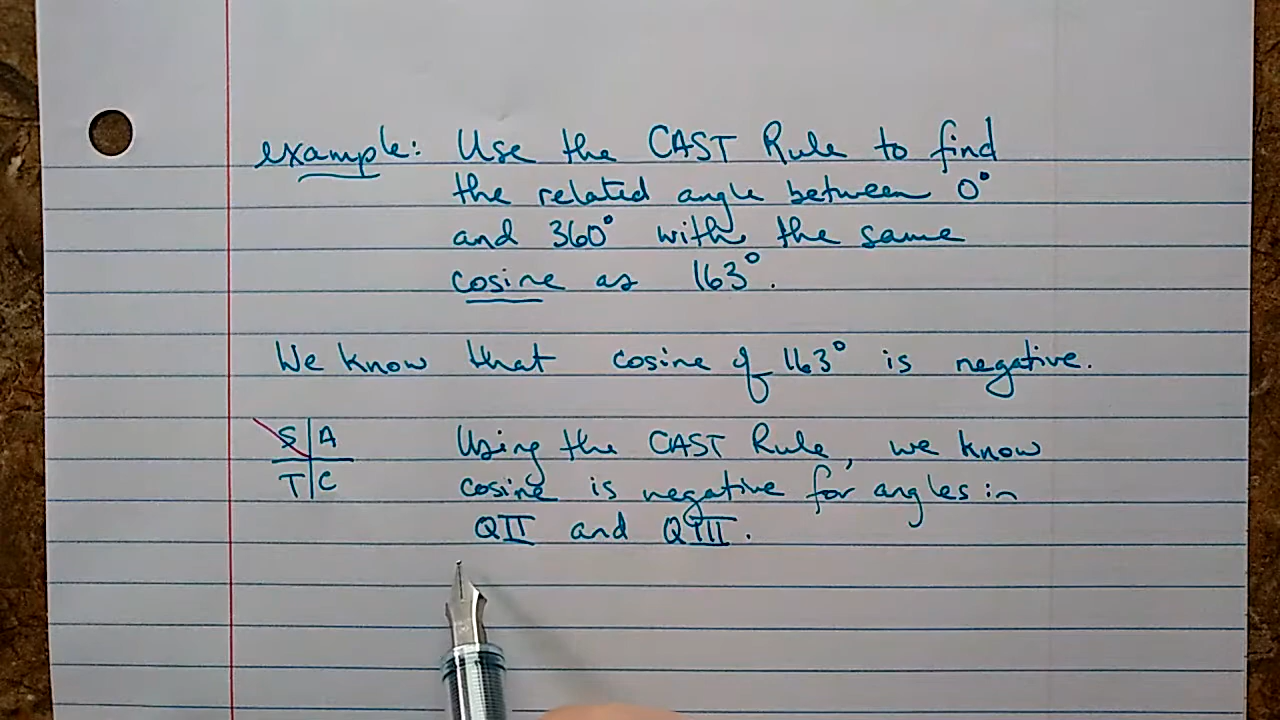 example: Use the CAST Rule to find
the related angle between 0°
and 360° with the same
cosine as 163°.
We know that cosine of 163° is negative.
S A
T C
Using the CAST Rule, we know
cosine is negative for angles in
QII and QIII.